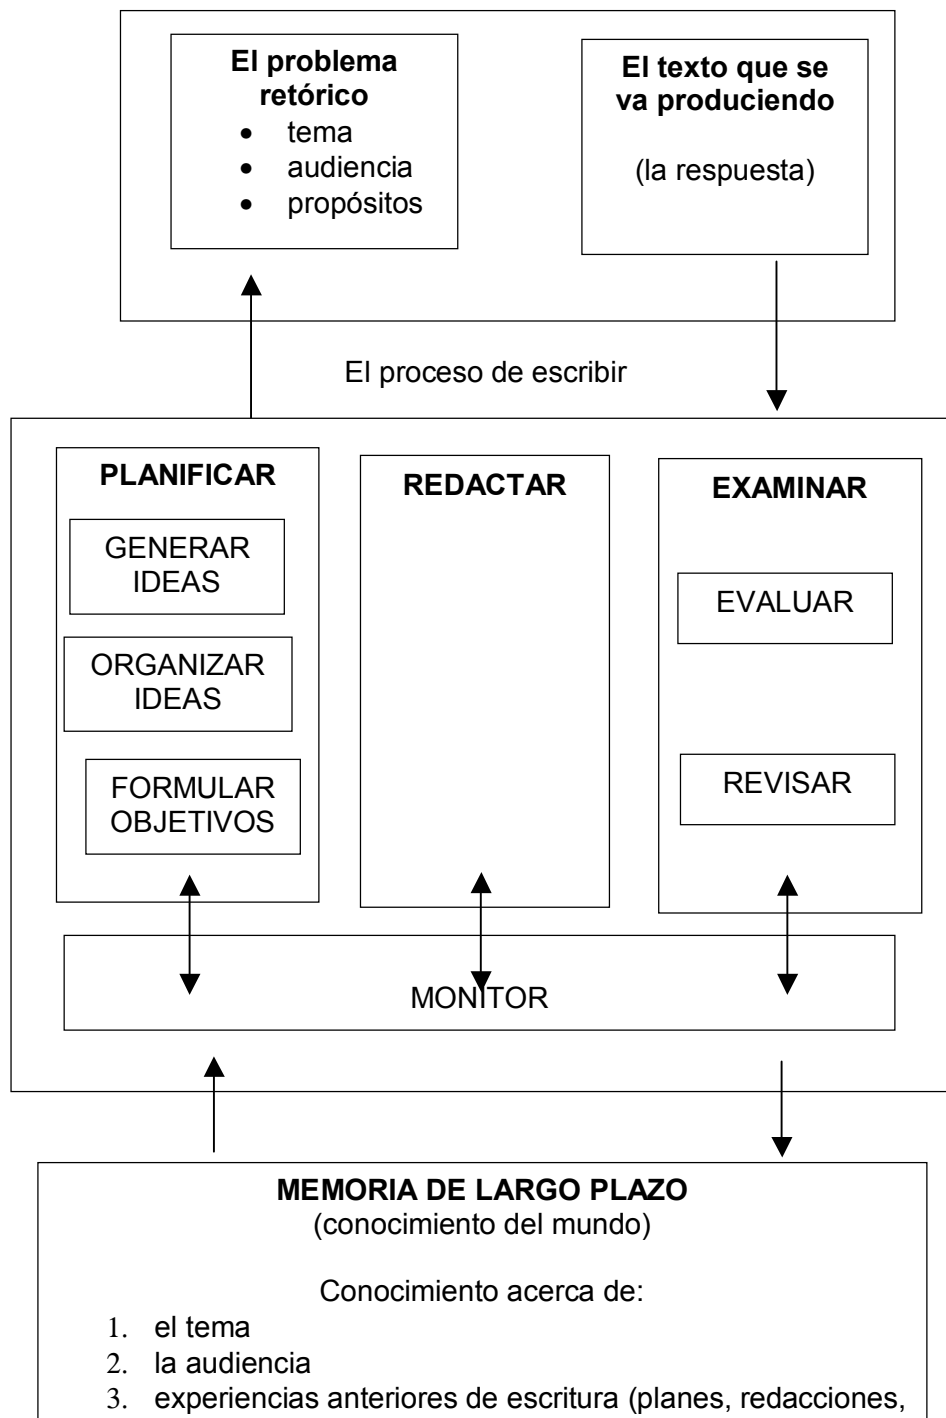 El problema
retórico
• tema
• audiencia
• propósitos
El texto que se
va produciendo
(la respuesta)
El proceso de escribir
PLANIFICAR
GENERAR
IDEAS
ORGANIZAR
IDEAS
FORMULAR
OBJETIVOS
REDACTAR
EXAMINAR
EVALUAR
REVISAR
MONITOR
MEMORIA DE LARGO PLAZO
(conocimiento del mundo)
Conocimiento acerca de:
1. el tema
2. la audiencia
3. experiencias anteriores de escritura (planes, redacciones,